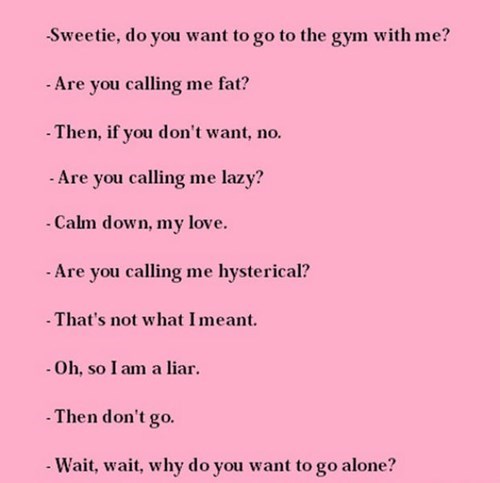 -Sweetie, do you want to go to the gym with me?
- Are you calling me fat?
- Then, if you don't want, no.
- Are you calling me lazy?
- Calm down, my love.
- Are you calling me hysterical?
- That's not what I meant.
- Oh, so I am a liar.
- Then don't go.
- Wait, wait, why do you want to go alone?